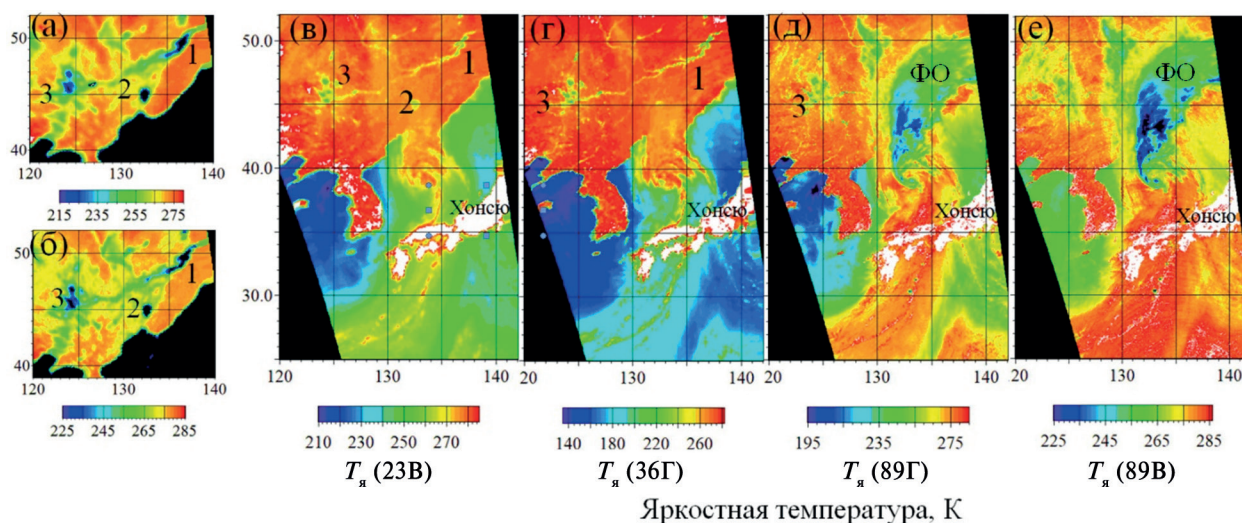 (а)
50
1
2
3
40
120 130 140
215 235 255 275
(б)
50
1
2
3
40
120 130 140
225 245 265 285
(в)
50.0
1
3
2
40.0
Хонсю
30.0
120 130 140
210 230 250 270
Tя (23В)
(г)
1
3
Хонсю
120 130 140
140 180 220 260
Tя (36Г)
(д)
ФО
3
Хонсю
120 130 140
195 235 285
Tя (89Г)
(е)
ФО
Хонсю
20 130 140
225 245 265 285
Tя (89В)
Яркостная температура, К